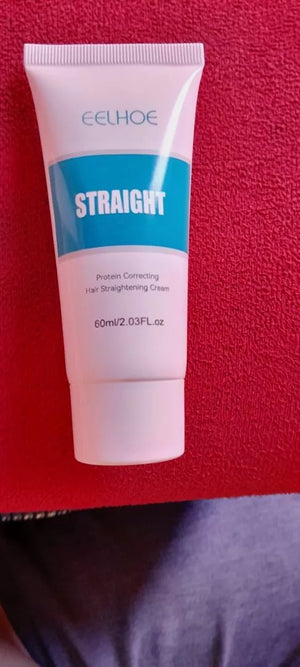 EELHOE
STRAIGHT
Protein Correcting
Hair Straightening Cream
60ml/2.03FL.oz